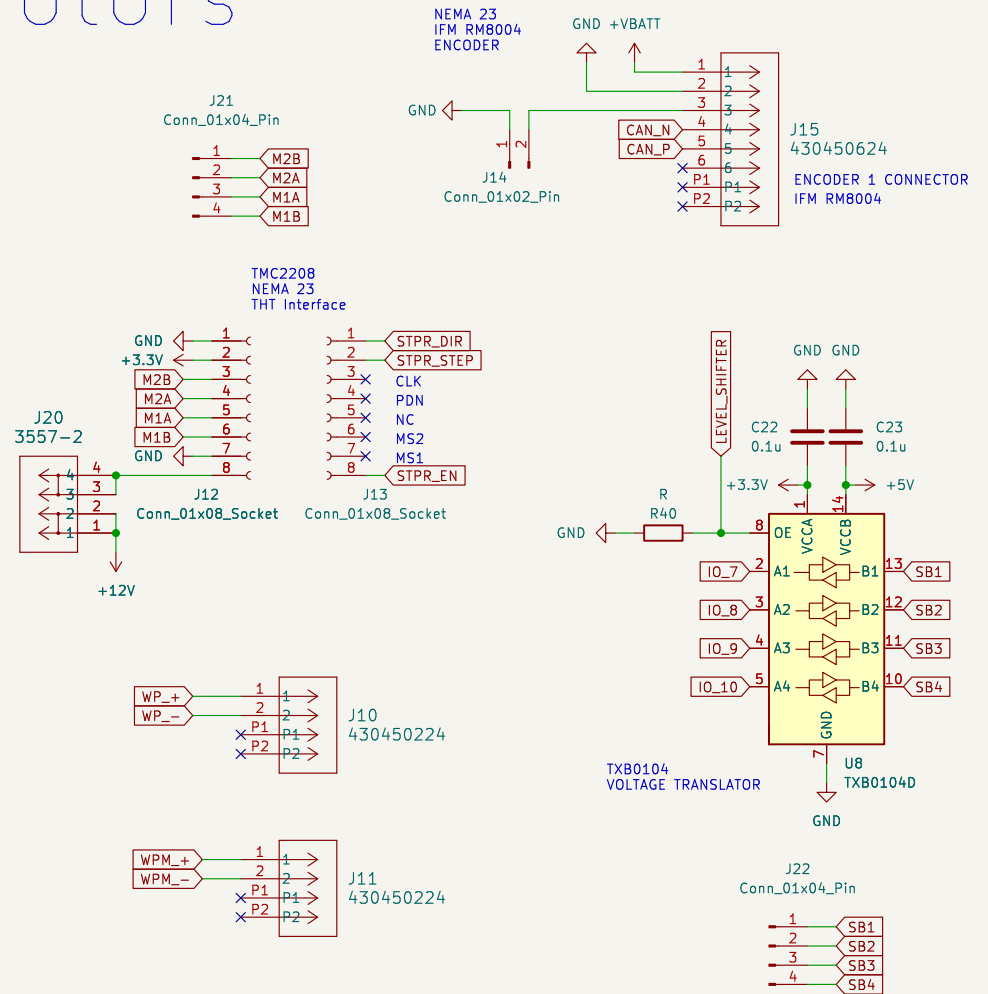 NEMA 23
IFM RM8004
ENCODER
GND +VBATT
J21
Conn_01x04_Pin
1 M2B
2 M2A
3 M1A
4 M1B
GND
1 2
J14
Conn_01x02_Pin
1 1
2 2
3 3
CAN_N 4 4
CAN_P 5 5
6 6
P1 P1
P2 P2
J15
430450624
ENCODER 1 CONNECTOR
IFM RM8004
TMC2208
NEMA 23
THT Interface
GND 1
+3.3V 2
M2B 3
M2A 4
M1A 5
M1B 6
GND 7
8
J12
Conn_01x08_Socket
1 STPR_DIR
2 STPR_STEP
3 CLK
4 PDN
5 NC
6 MS2
7 MS1
8 STPR_EN
J13
Conn_01x08_Socket
J20
3557-2
4 4
3 3
2 2
1 1
+12V
LEVEL_SHIFTER
GND GND
C22
0.1u
C23
0.1u
+3.3V
+5V
1 14
VCCA VCCB
R
R40
GND
8 OE
IO_7 2 A1 B1 13 SB1
IO_8 3 A2 B2 12 SB2
IO_9 4 A3 B3 11 SB3
IO_10 5 A4 B4 10 SB4
GND
7
U8
TXB0104D
GND
TXB0104
VOLTAGE TRANSLATOR
WP_+ 1 1
WP_- 2 2
P1 P1
P2 P2
J10
430450224
WPM_+ 1 1
WPM_- 2 2
P1 P1
P2 P2
J11
430450224
J22
Conn_01x04_Pin
1 SB1
2 SB2
3 SB3
4 SB4